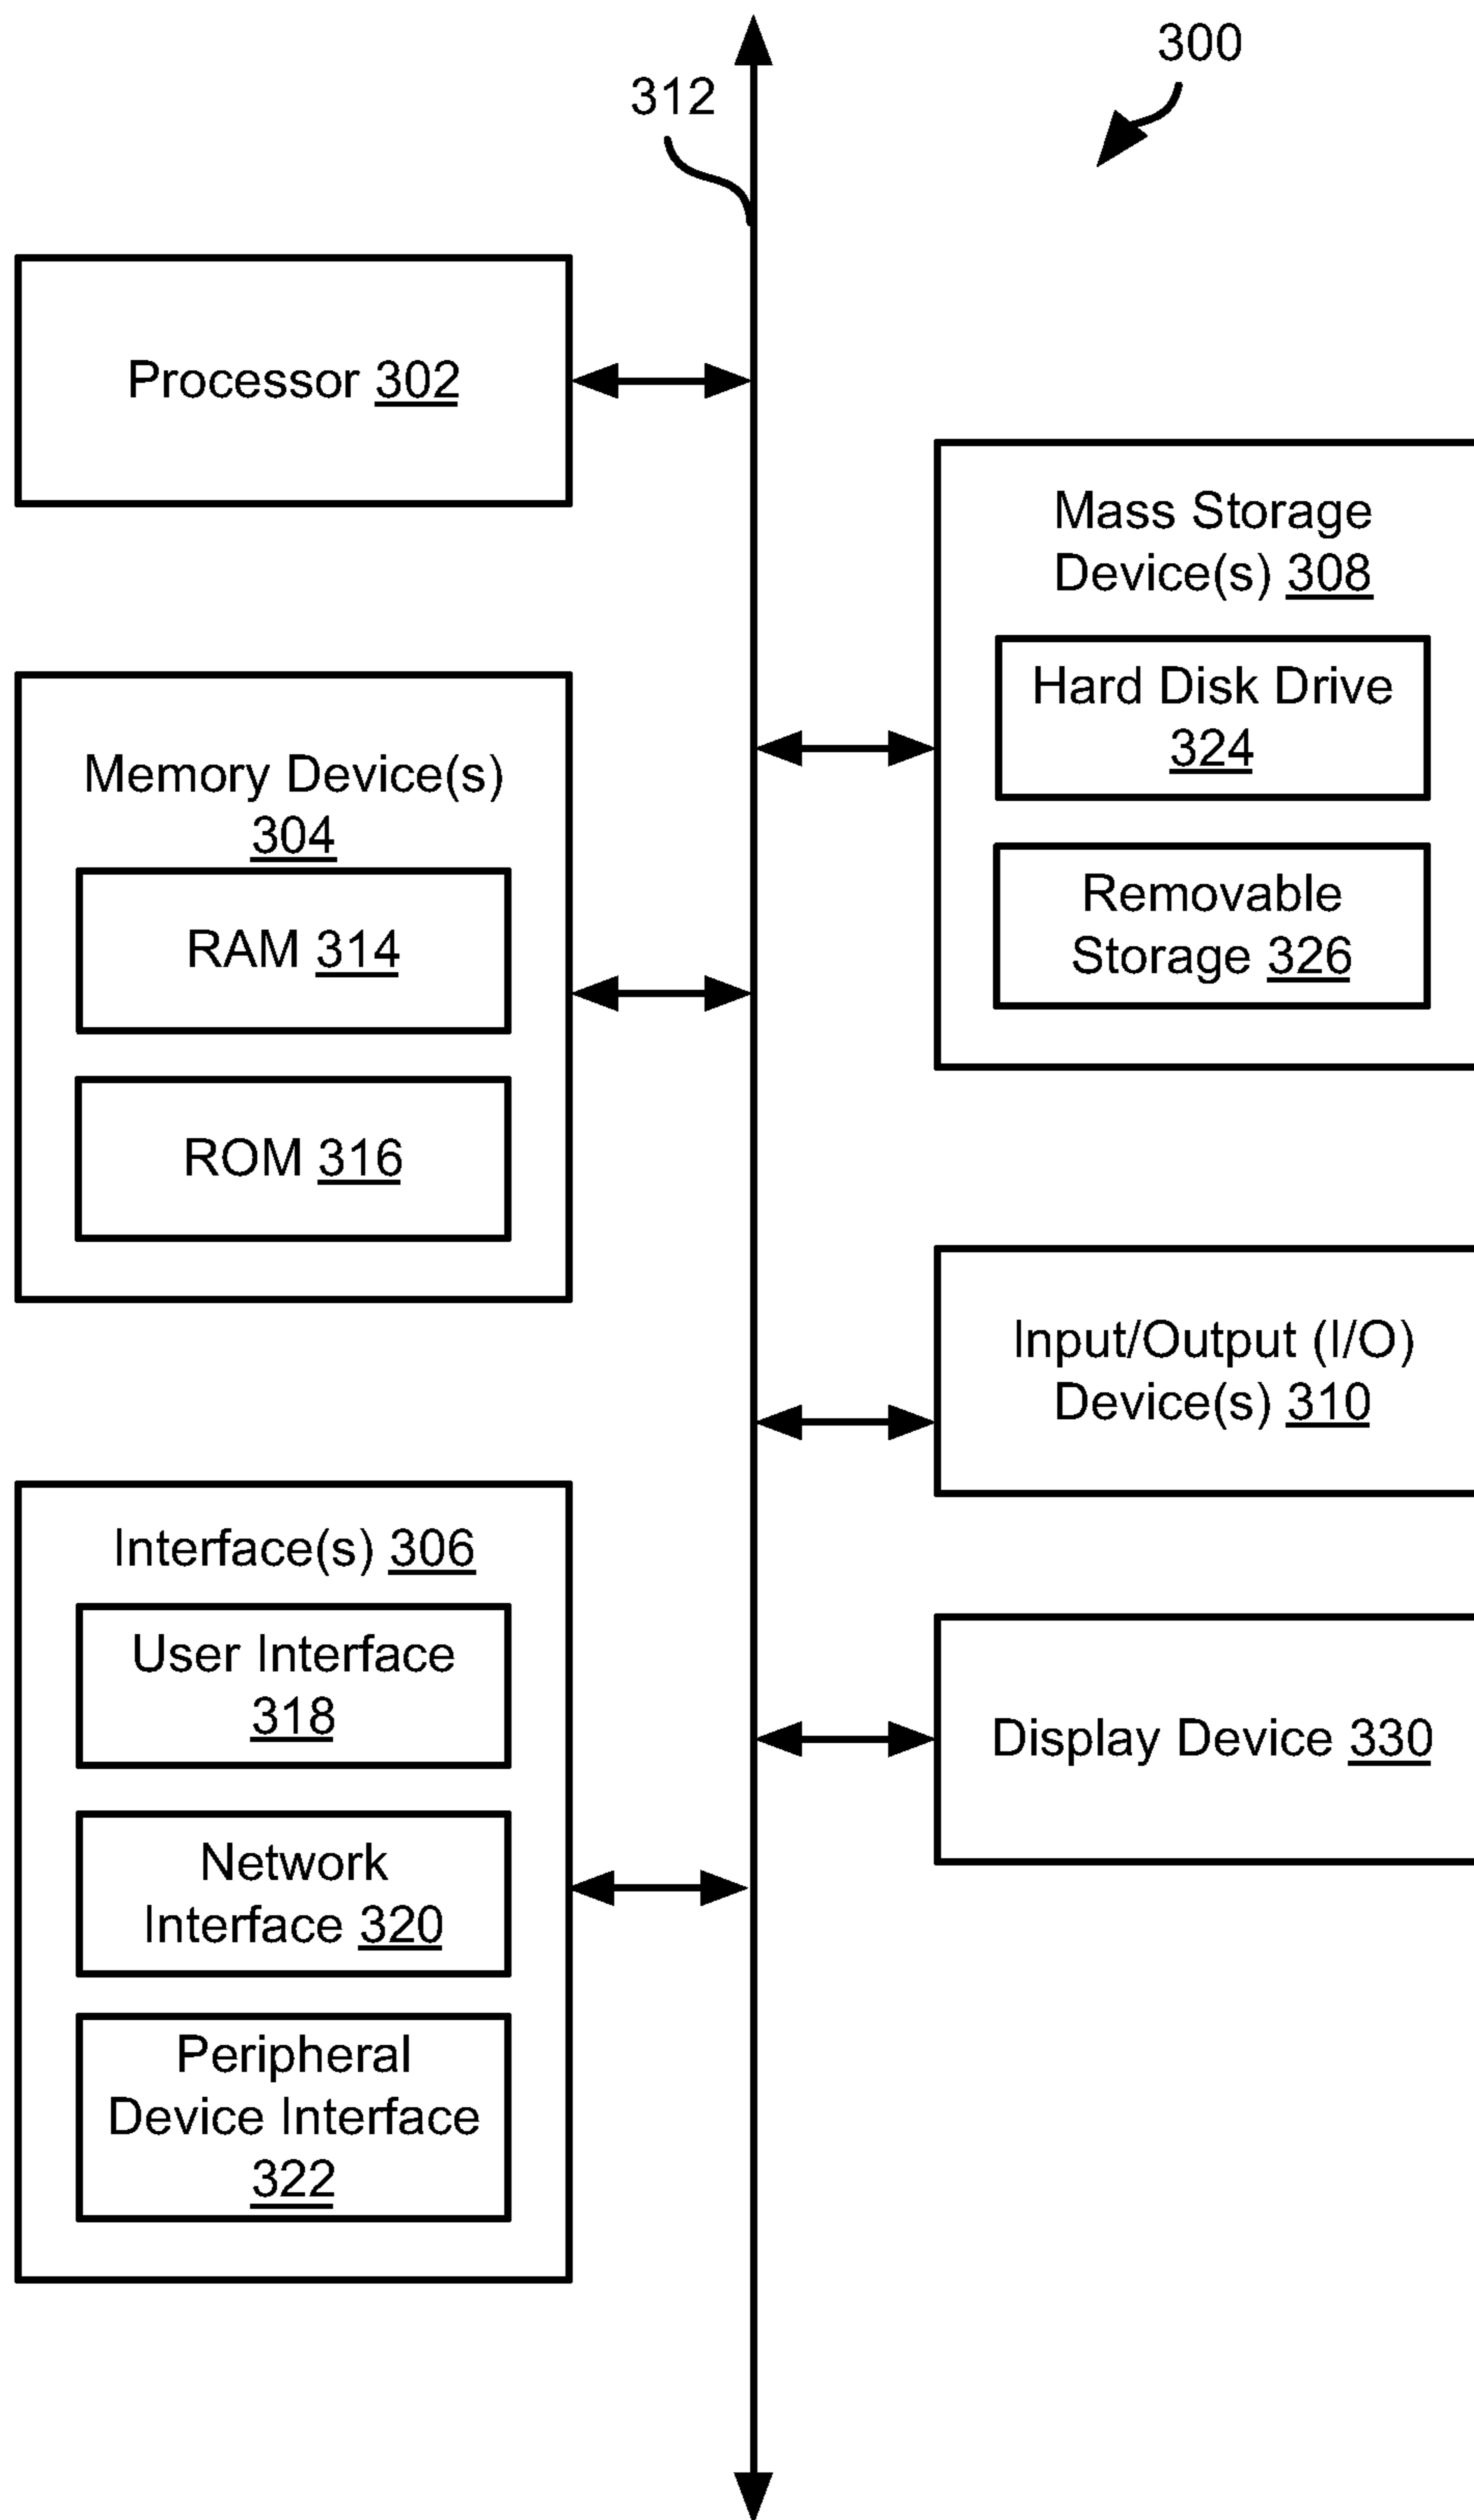 300
312
Processor 302
Mass Storage
Device(s) 308
Hard Disk Drive
324
Removable
Storage 326
Memory Device(s)
304
RAM 314
ROM 316
Input/Output (I/O)
Device(s) 310
Interface(s) 306
User Interface
318
Network
Interface 320
Peripheral
Device Interface
322
Display Device 330